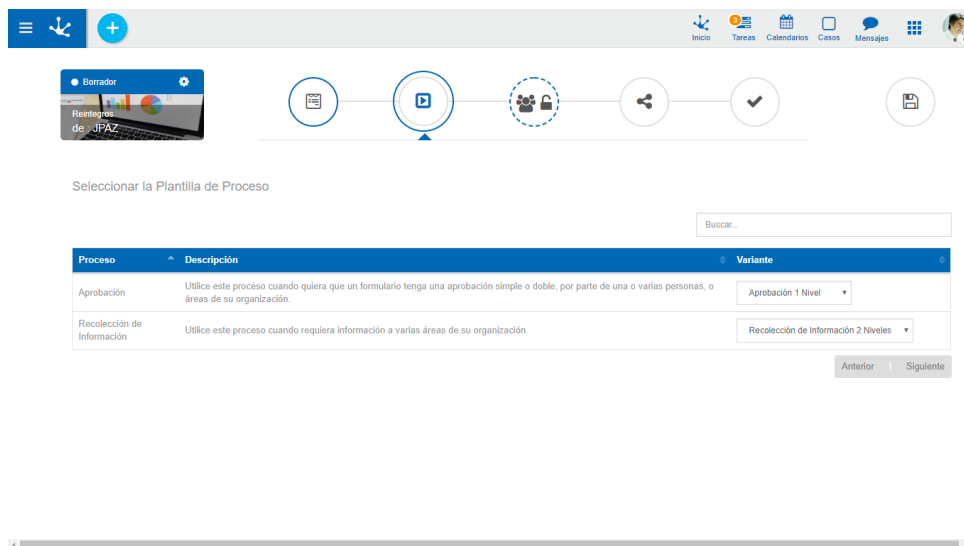 3
Inicio
Tareas
Calendarios
Casos
Mensajes
Borrador
Reintegros
de : JPAZ
Seleccionar la Plantilla de Proceso
Buscar...
Proceso
Descripción
Variante
Aprobación
Utilice este proceso cuando quiera que un formulario tenga una aprobación simple o doble, por parte de una o varias personas, o
áreas de su organización.
Aprobación 1 Nivel
Recolección de
Información
Utilice este proceso cuando requiera información a varias áreas de su organización.
Recolección de Información 2 Niveles
Anterior 1 Siguiente